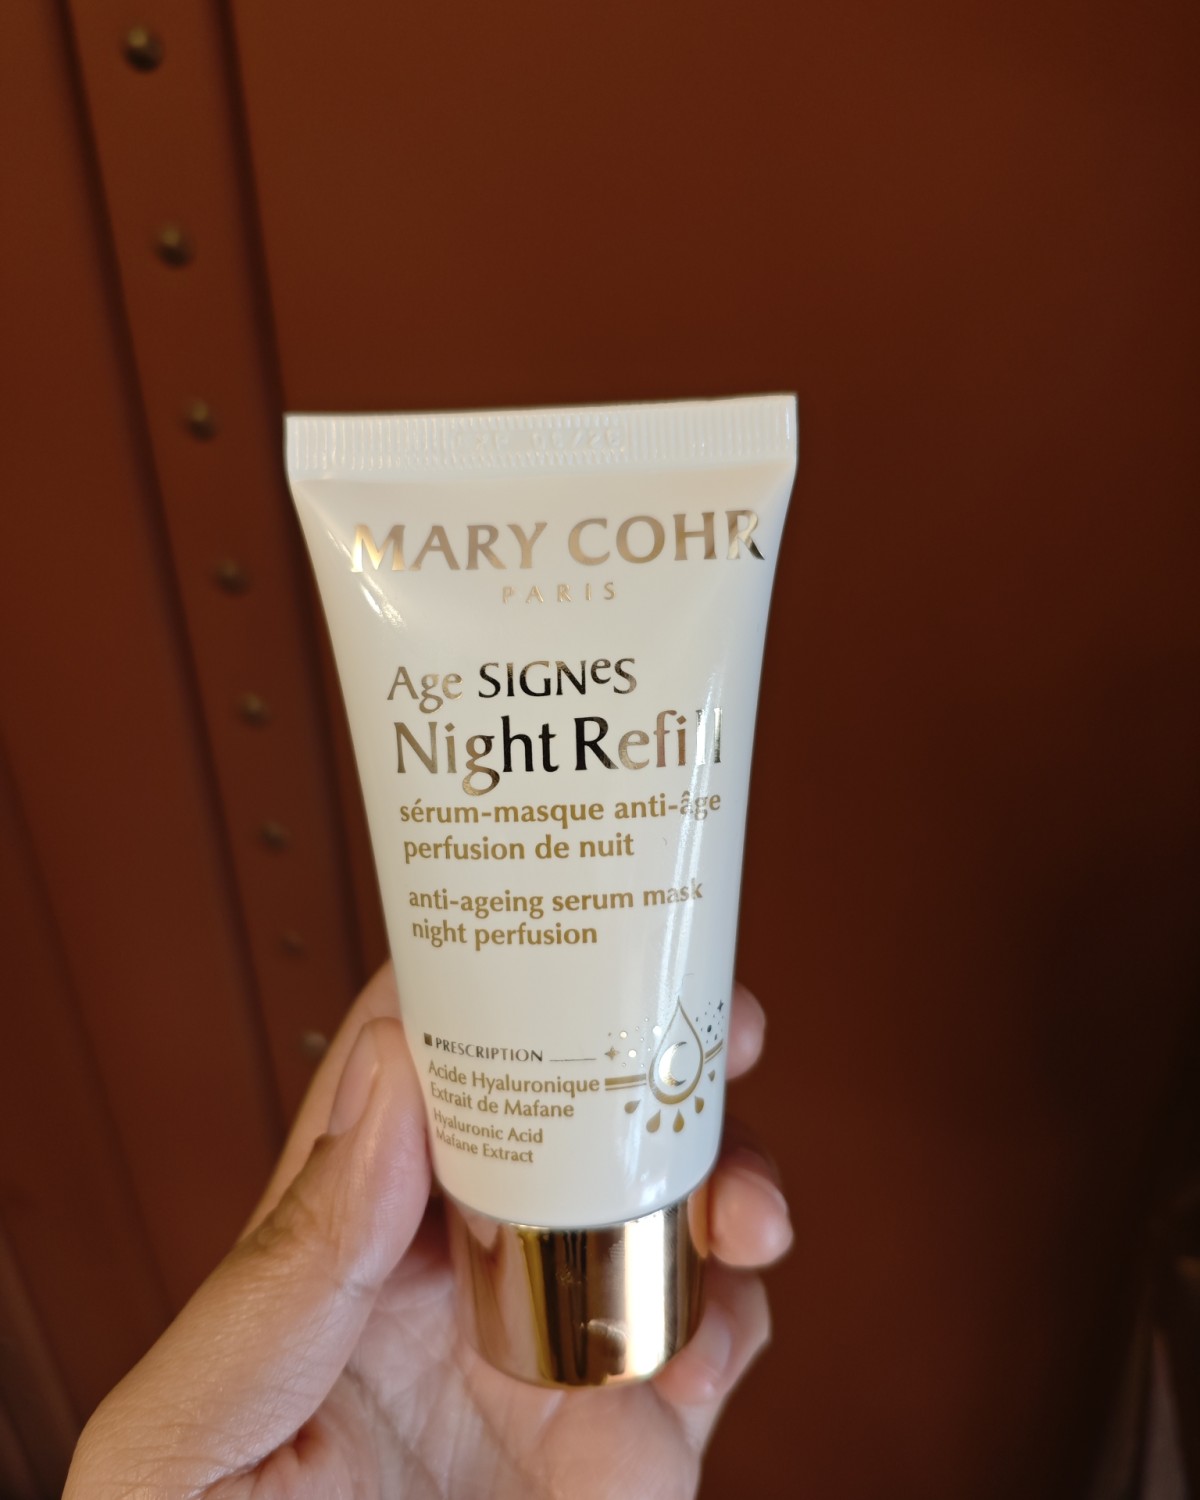 MARY COHR
PARIS
Age SIGNeS
Night Refill
sérum-masque anti-âge
perfusion de nuit
anti-ageing serum mask
night perfusion
PRESCRIPTION
Acide Hyaluronique
Extrait de Mafane
Hyaluronic Acid
Mafane Extract